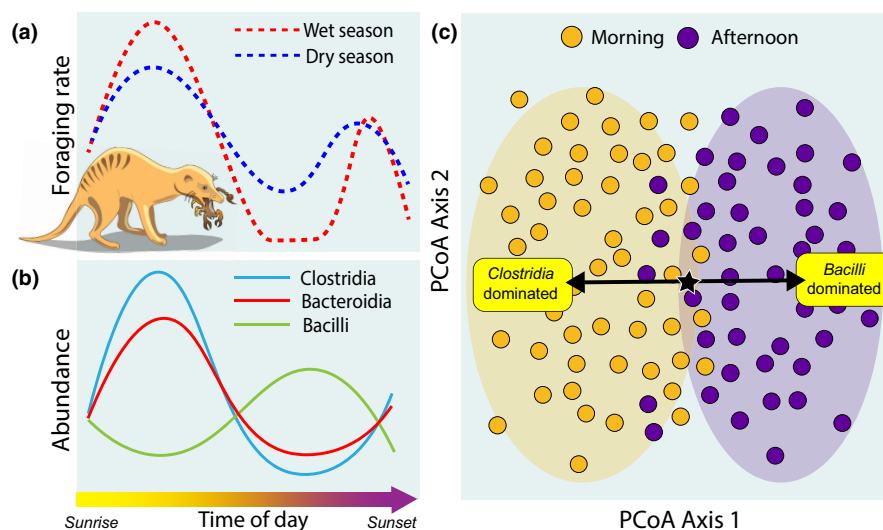 (a)
Wet season
Dry season
Foraging rate
(b)
Clostridia
Bacteroidia
Bacilli
Abundance
Sunrise
Time of day
Sunset
(c)
Morning
Afternoon
PCoA Axis 2
Clostridia
dominated
Bacilli
dominated
PCoA Axis 1